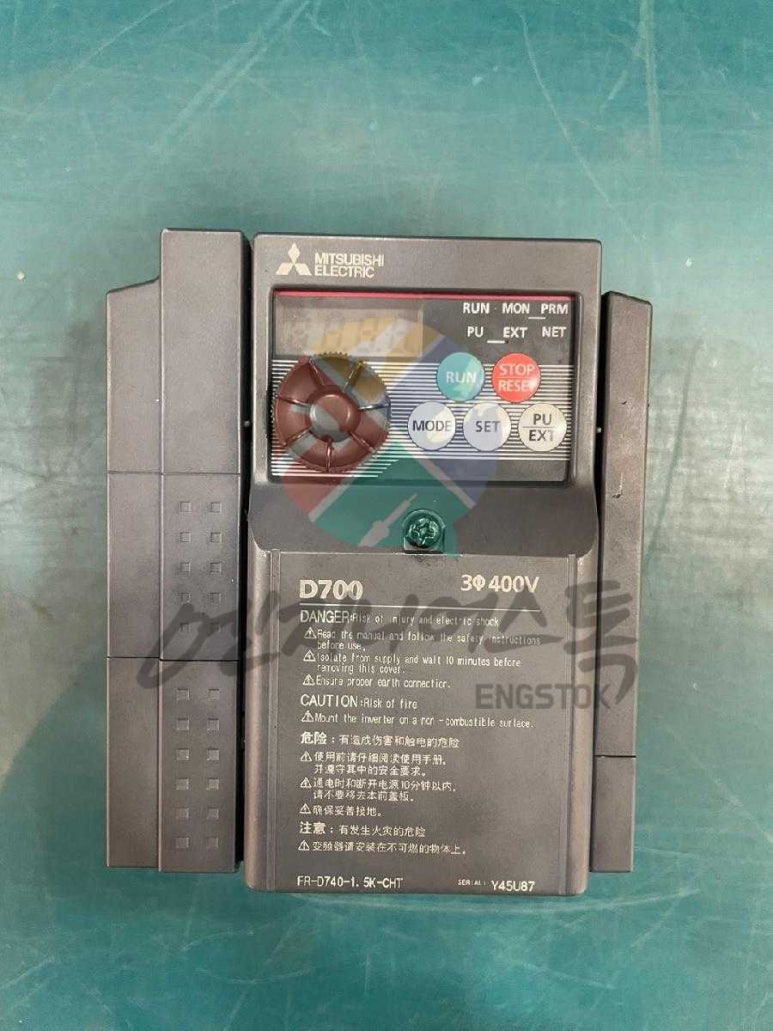 MITSUBISHI
ELECTRIC
RUN MON PRM
PU EXT NET
RUN
STOP
RESET
MODE
SET
PU
EXT
D700
3Φ400V
DANGER:Risk of injury and electric shock
⚠Read the manual and follow the safety instructions
before use.
⚠Isolate from supply and wait 10 minutes before
removing this cover.
⚠Ensure proper earth connection.
엔지니어스톡
ENGSTOK
CAUTION:Risk of fire
⚠Mount the inverter on a non-combustible surface.
危险：有造成伤害和触电的危险
⚠使用前请仔细阅读使用手册，
并遵守其中的安全要求。
⚠通电时和断开电源10分钟以内，
请不要移去本前盖板。
⚠确保妥善接地。
注意：有发生火灾的危险
⚠变频器请安装在不可燃的物体上。
FR-D740-1.5K-CHT
SERIAL: Y45U87